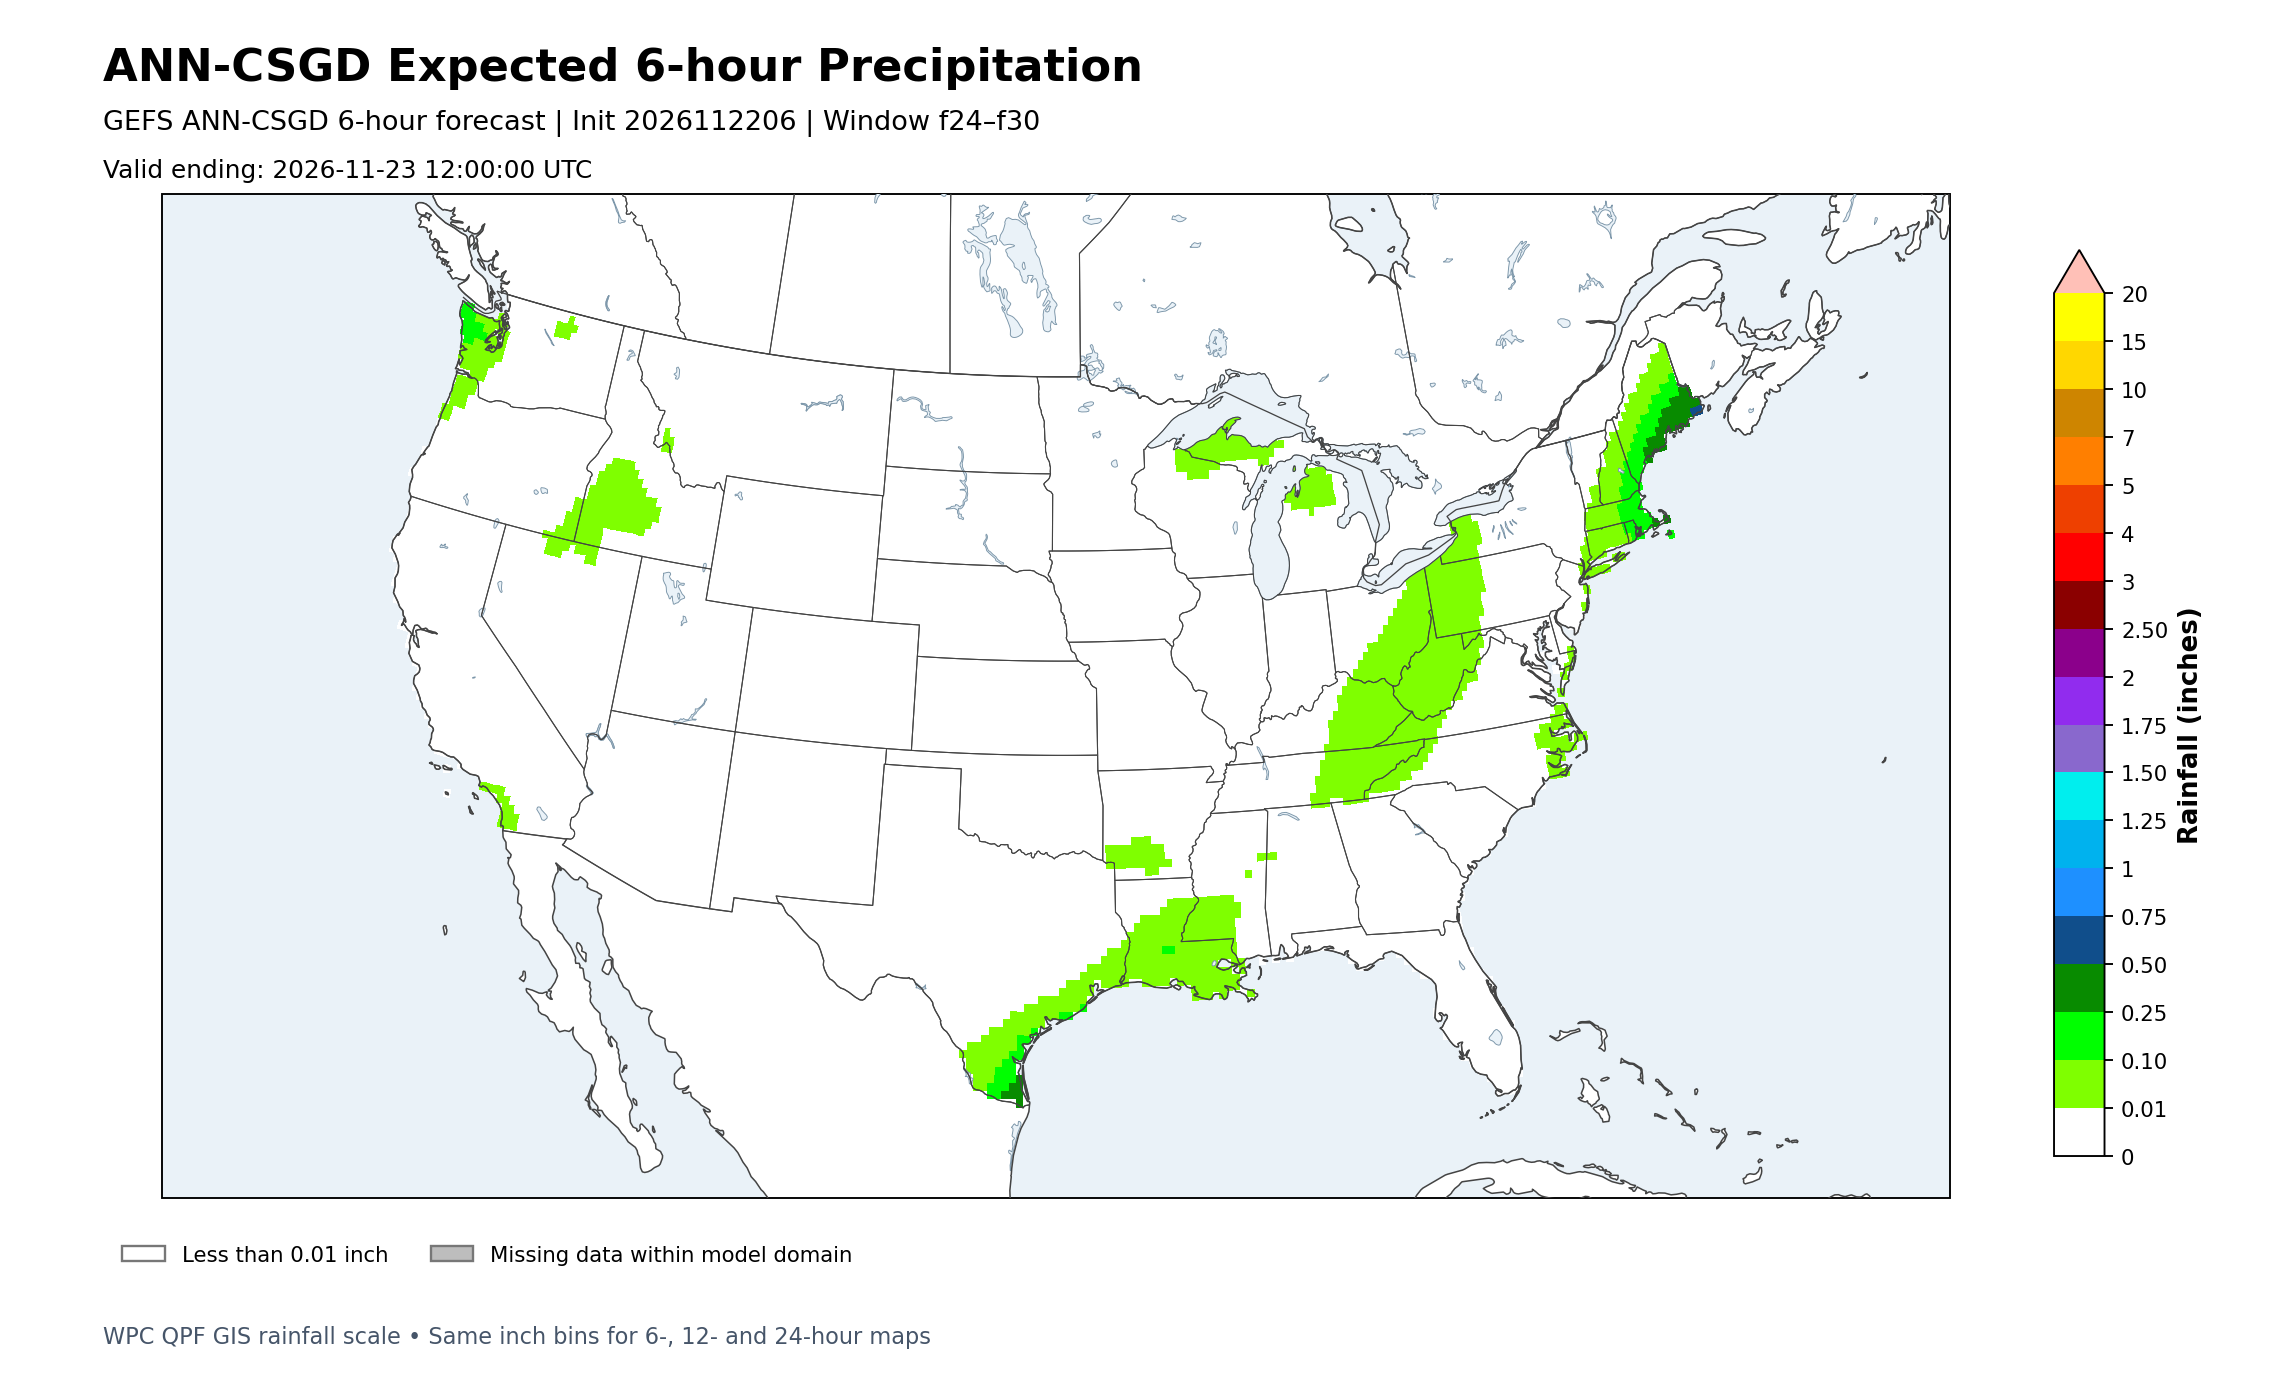 ANN-CSGD Expected 6-hour Precipitation
GEFS ANN-CSGD 6-hour forecast | Init 2026112206 | Window f24–f30
Valid ending: 2026-11-23 12:00:00 UTC
20
15
10
7
5
4
3
2.50
2
1.75
1.50
1.25
1
0.75
0.50
0.25
0.10
0.01
0
Rainfall (inches)
Less than 0.01 inch
Missing data within model domain
WPC QPF GIS rainfall scale • Same inch bins for 6-, 12- and 24-hour maps